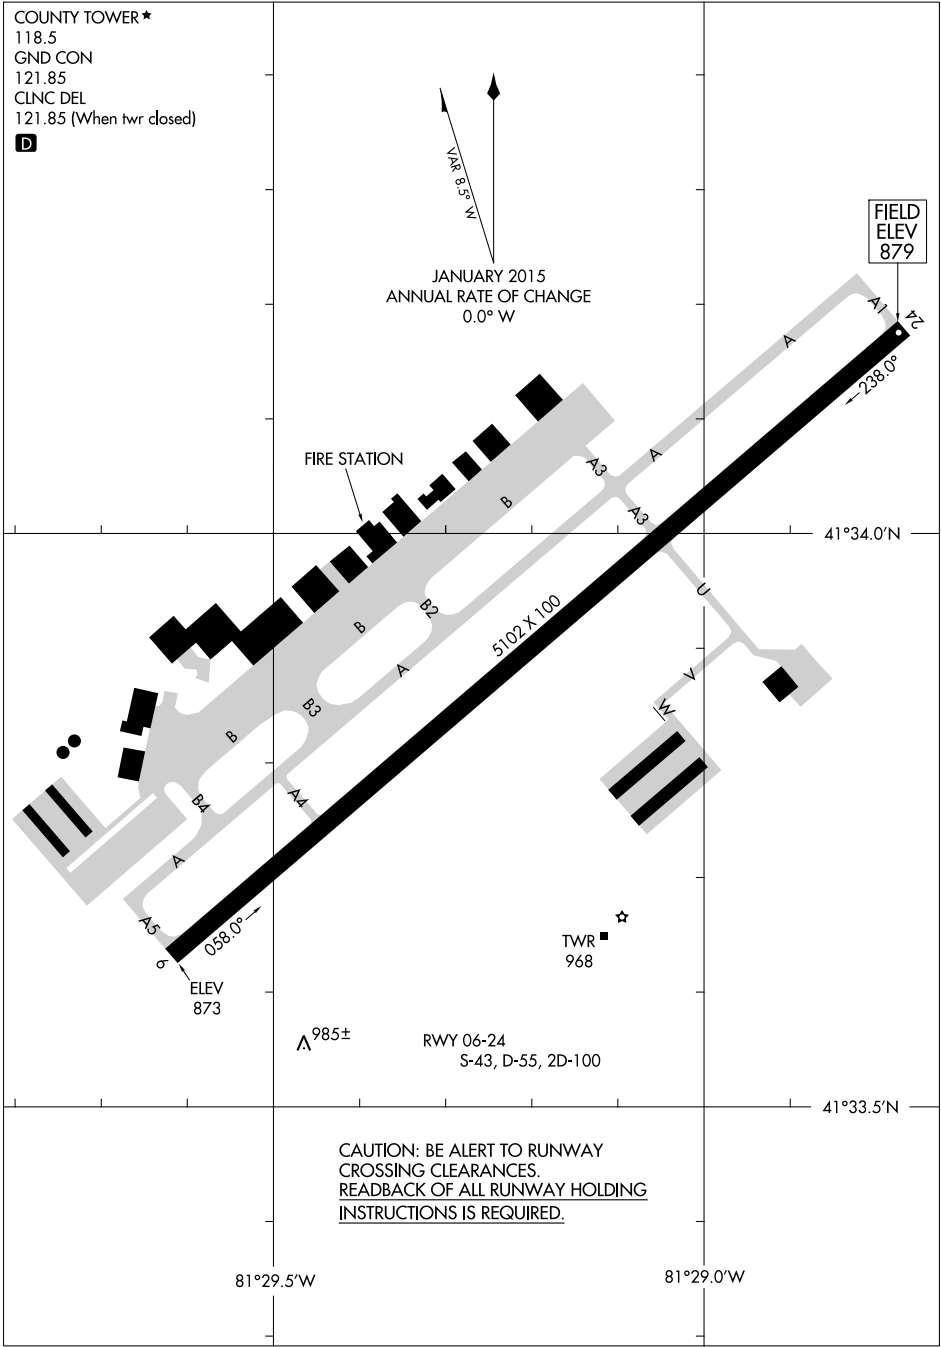 COUNTY TOWER★
118.5
GND CON
121.85
CLNC DEL
121.85 (When twr closed)
D
VAR 8.5° W
JANUARY 2015
ANNUAL RATE OF CHANGE
0.0° W
FIELD
ELEV
879
A1
24
A
238.0°
A
A3
FIRE STATION
B
A3
41°34.0'N
U
B2
5102 X 100
B
A
V
B3
W
B
A4
B4
A
A5
058.0°
6
TWR
968
ELEV
873
985±
RWY 06-24
S-43, D-55, 2D-100
41°33.5'N
CAUTION: BE ALERT TO RUNWAY
CROSSING CLEARANCES.
READBACK OF ALL RUNWAY HOLDING
INSTRUCTIONS IS REQUIRED.
81°29.5'W
81°29.0'W